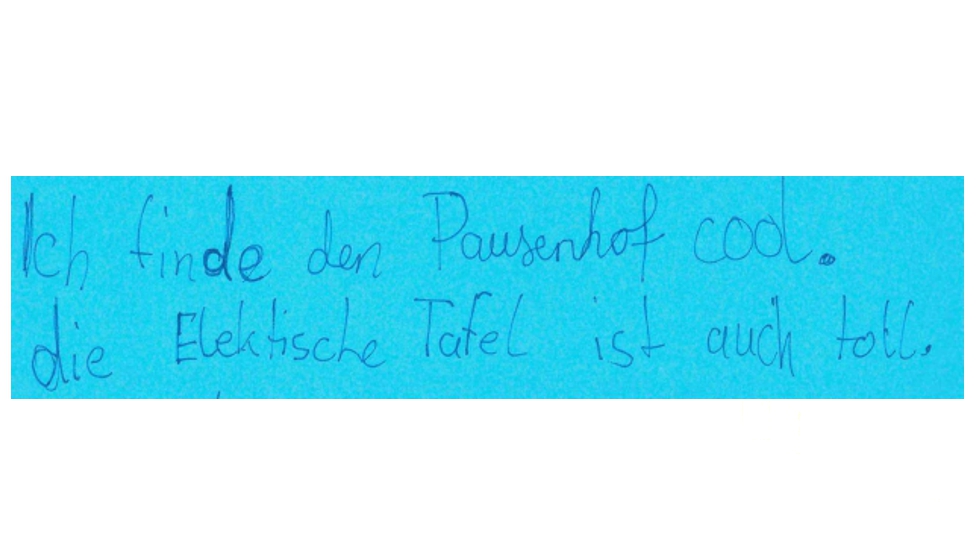 Ich finde den Pausenhof cool.
die Elektische Tafel ist auch toll.